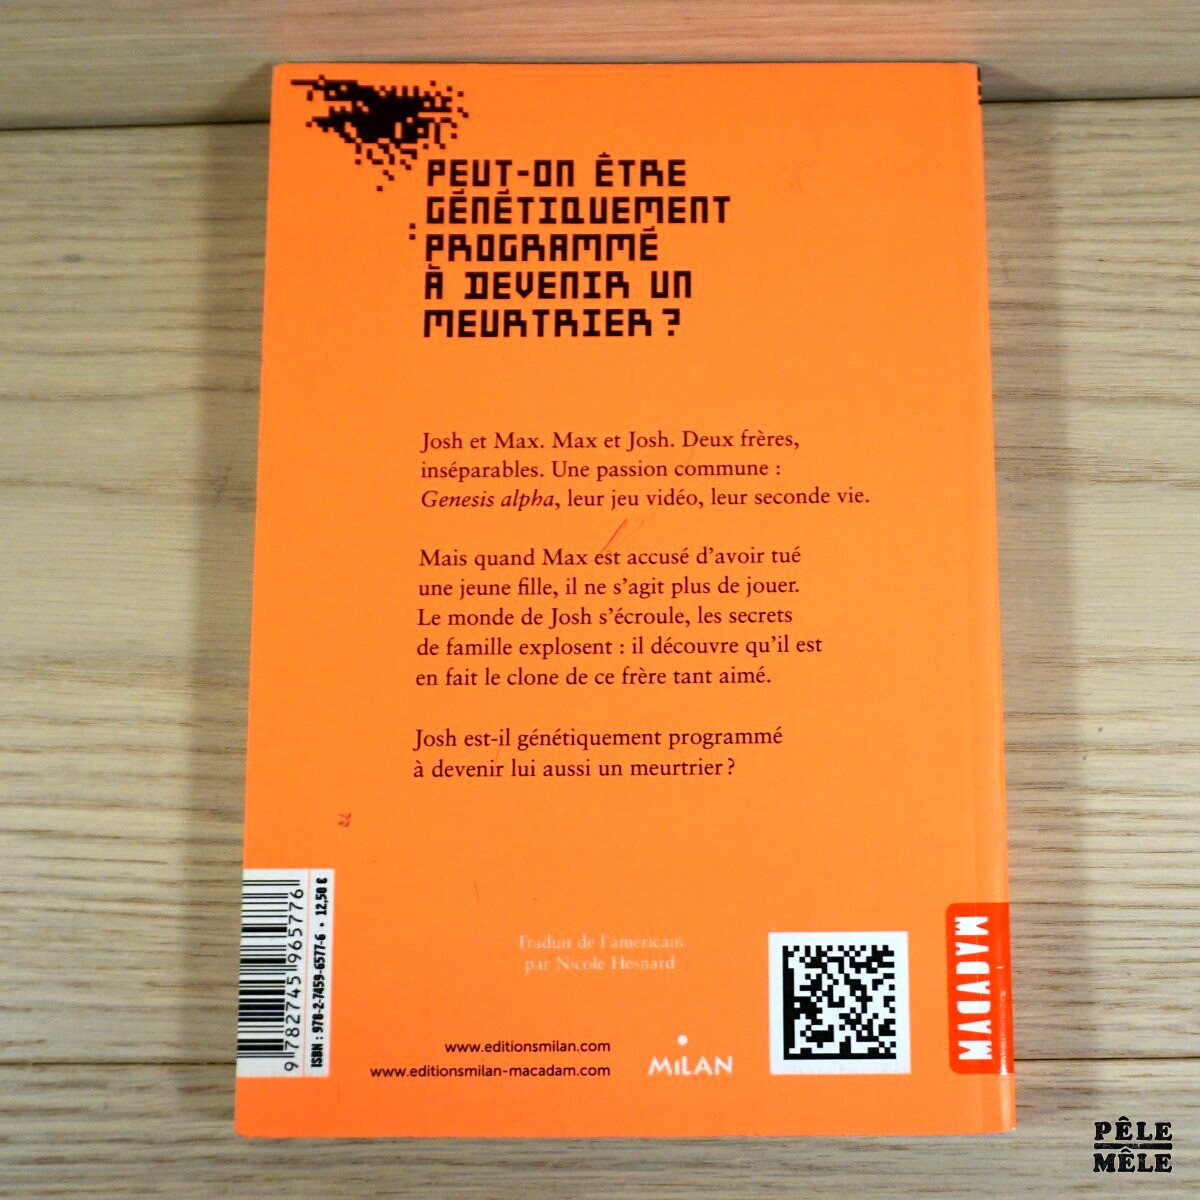 PEUT-ON ÊTRE
GÉNÉTIQUEMENT
PROGRAMMÉ
À DEVENIR UN
MEURTRIER ?
Josh et Max. Max et Josh. Deux frères,
inséparables. Une passion commune :
Genesis alpha, leur jeu vidéo, leur seconde vie.
Mais quand Max est accusé d'avoir tué
une jeune fille, il ne s'agit plus de jouer.
Le monde de Josh s'écroule, les secrets
de famille explosent : il découvre qu'il est
en fait le clone de ce frère tant aimé.
Josh est-il génétiquement programmé
à devenir lui aussi un meurtrier ?
9 782745 965776
ISBN : 978-2-7459-6577-6 • 12,50 €
Traduit de l'américain
par Nicole Hesnard
www.editionsmilan.com
www.editionsmilan-macadam.com
MiLAN
MACADAM
PÊLE
MÊLE